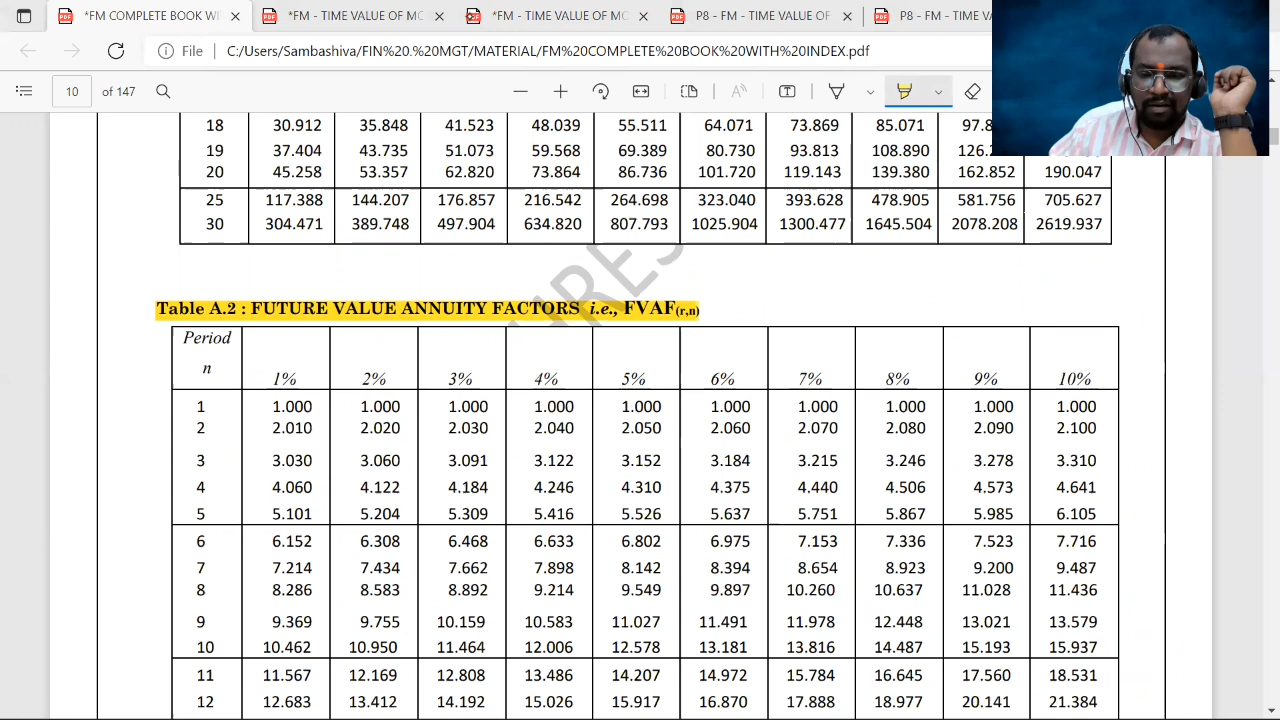 *FM COMPLETE BOOK WI
*FM - TIME VALUE OF MC
*FM - TIME VALUE OF MC
P8 - FM - TIME VALUE OF
P8 - FM - TIME VA
File C:/Users/Sambashiva/FIN%20.%20MGT/MATERIAL/FM%20COMPLETE%20BOOK%20WITH%20INDEX.pdf
10 of 147
18 30.912 35.848 41.523 48.039 55.511 64.071 73.869 85.071 97.8
19 37.404 43.735 51.073 59.568 69.389 80.730 93.813 108.890 126.
20 45.258 53.357 62.820 73.864 86.736 101.720 119.143 139.380 162.852 190.047
25 117.388 144.207 176.857 216.542 264.698 323.040 393.628 478.905 581.756 705.627
30 304.471 389.748 497.904 634.820 807.793 1025.904 1300.477 1645.504 2078.208 2619.937
Table A.2 : FUTURE VALUE ANNUITY FACTORS i.e., FVAF(r,n)
Period
n 1% 2% 3% 4% 5% 6% 7% 8% 9% 10%
1 1.000 1.000 1.000 1.000 1.000 1.000 1.000 1.000 1.000 1.000
2 2.010 2.020 2.030 2.040 2.050 2.060 2.070 2.080 2.090 2.100
3 3.030 3.060 3.091 3.122 3.152 3.184 3.215 3.246 3.278 3.310
4 4.060 4.122 4.184 4.246 4.310 4.375 4.440 4.506 4.573 4.641
5 5.101 5.204 5.309 5.416 5.526 5.637 5.751 5.867 5.985 6.105
6 6.152 6.308 6.468 6.633 6.802 6.975 7.153 7.336 7.523 7.716
7 7.214 7.434 7.662 7.898 8.142 8.394 8.654 8.923 9.200 9.487
8 8.286 8.583 8.892 9.214 9.549 9.897 10.260 10.637 11.028 11.436
9 9.369 9.755 10.159 10.583 11.027 11.491 11.978 12.448 13.021 13.579
10 10.462 10.950 11.464 12.006 12.578 13.181 13.816 14.487 15.193 15.937
11 11.567 12.169 12.808 13.486 14.207 14.972 15.784 16.645 17.560 18.531
12 12.683 13.412 14.192 15.026 15.917 16.870 17.888 18.977 20.141 21.384